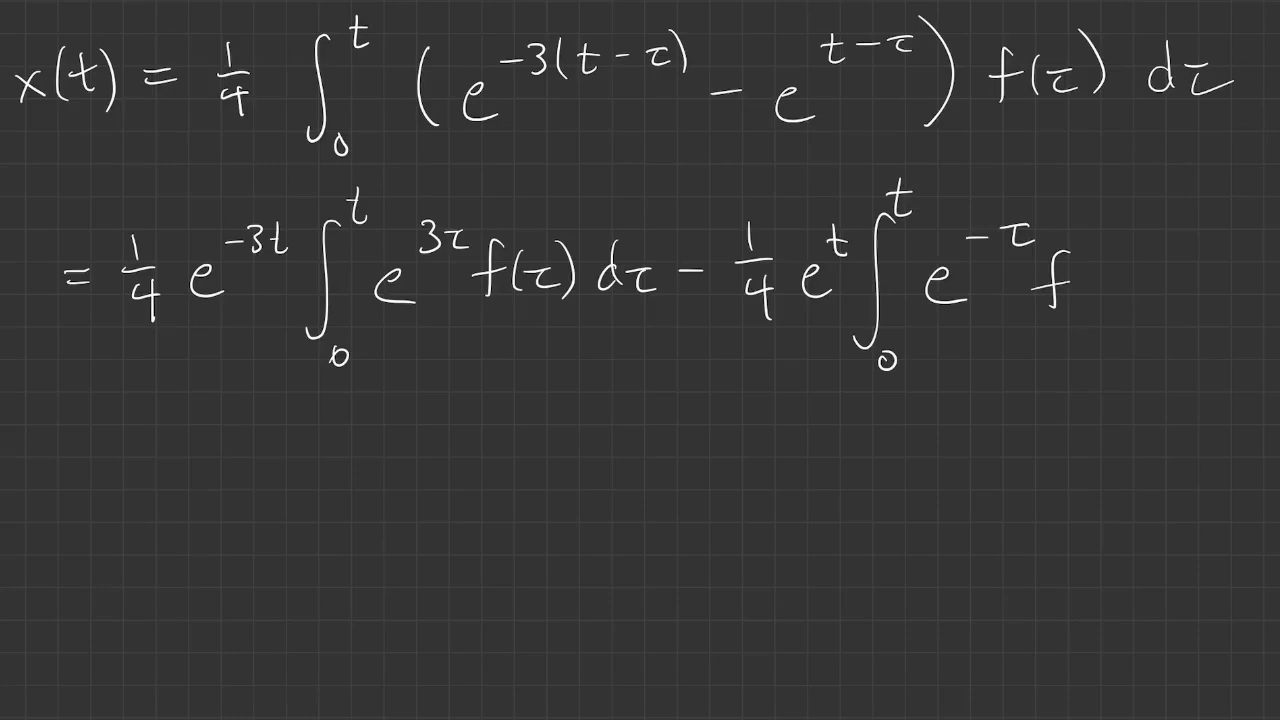 x(t) = 1/4 ∫_0^t (e^{-3(t-τ)} - e^{t-τ}) f(τ) dτ
= 1/4 e^{-3t} ∫_0^t e^{3τ} f(τ) dτ - 1/4 e^t ∫_0^t e^{-τ} f